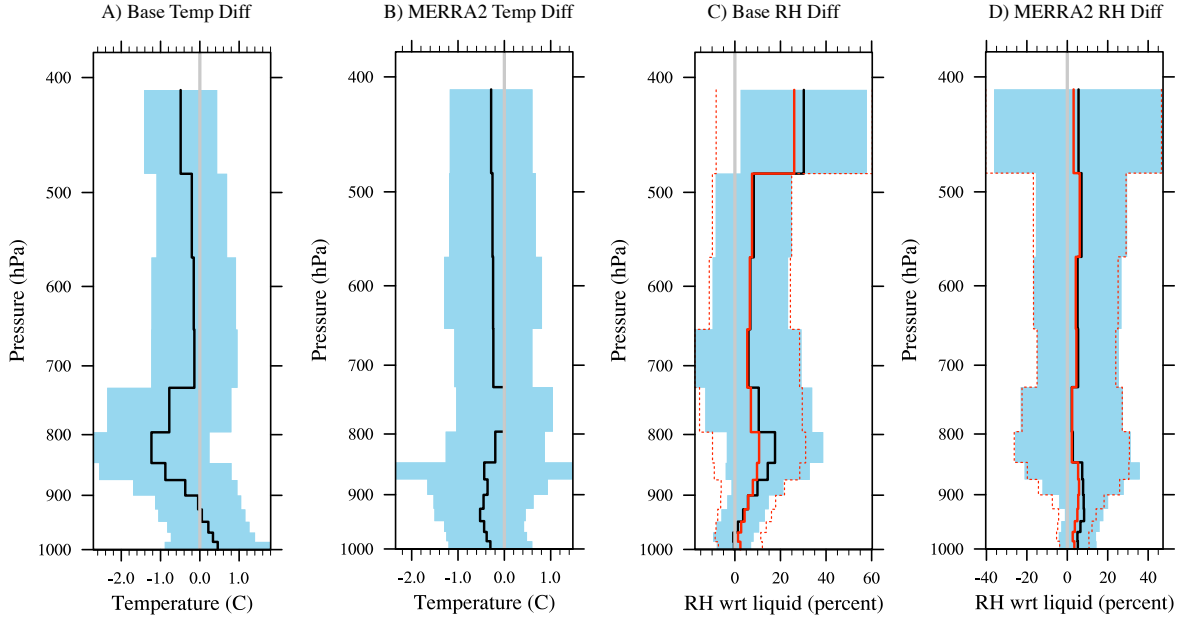 A) Base Temp Diff
B) MERRA2 Temp Diff
C) Base RH Diff
D) MERRA2 RH Diff
Pressure (hPa)
400
500
600
700
800
900
1000
-2.0 -1.0 0.0 1.0
Temperature (C)
Pressure (hPa)
400
500
600
700
800
900
1000
-2.0 -1.0 0.0 1.0
Temperature (C)
Pressure (hPa)
400
500
600
700
800
900
1000
0 20 40 60
RH wrt liquid (percent)
Pressure (hPa)
400
500
600
700
800
900
1000
-40 -20 0 20 40
RH wrt liquid (percent)